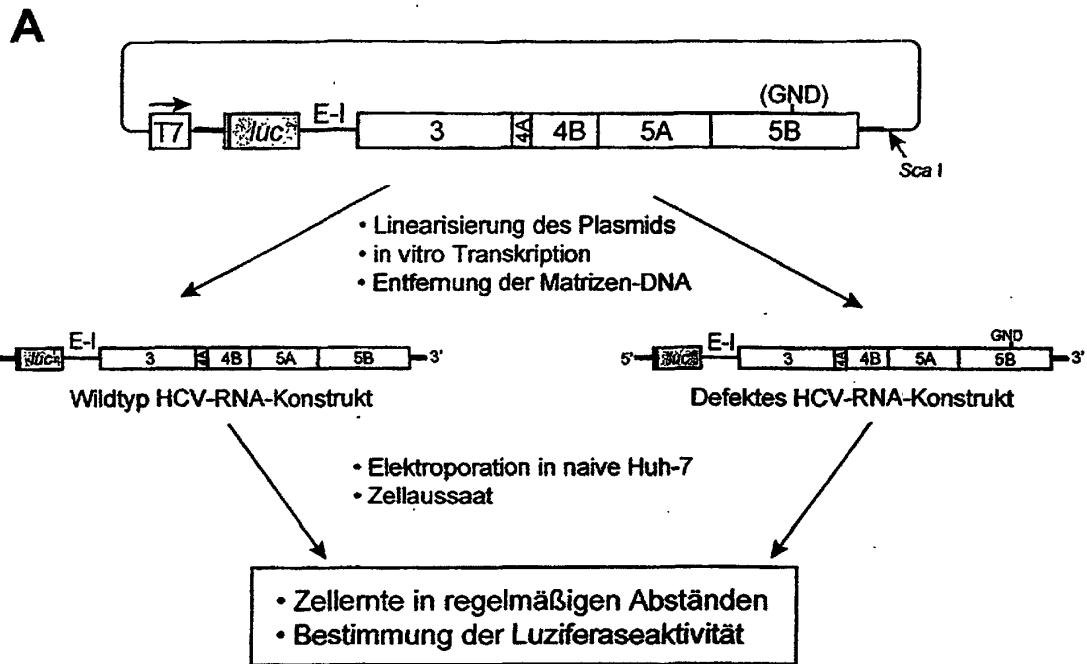 A
(GND)
T7 luc E-I 3 4A 4B 5A 5B
Sca I
• Linearisierung des Plasmids
• in vitro Transkription
• Entfernung der Matrizen-DNA
luc E-I 3 4A 4B 5A 5B 3'
Wildtyp HCV-RNA-Konstrukt
GND
5' luc E-I 3 4A 4B 5A 5B 3'
Defektes HCV-RNA-Konstrukt
• Elektroporation in naive Huh-7
• Zellaussaat
• Zellernte in regelmäßigen Abständen
• Bestimmung der Luziferaseaktivität